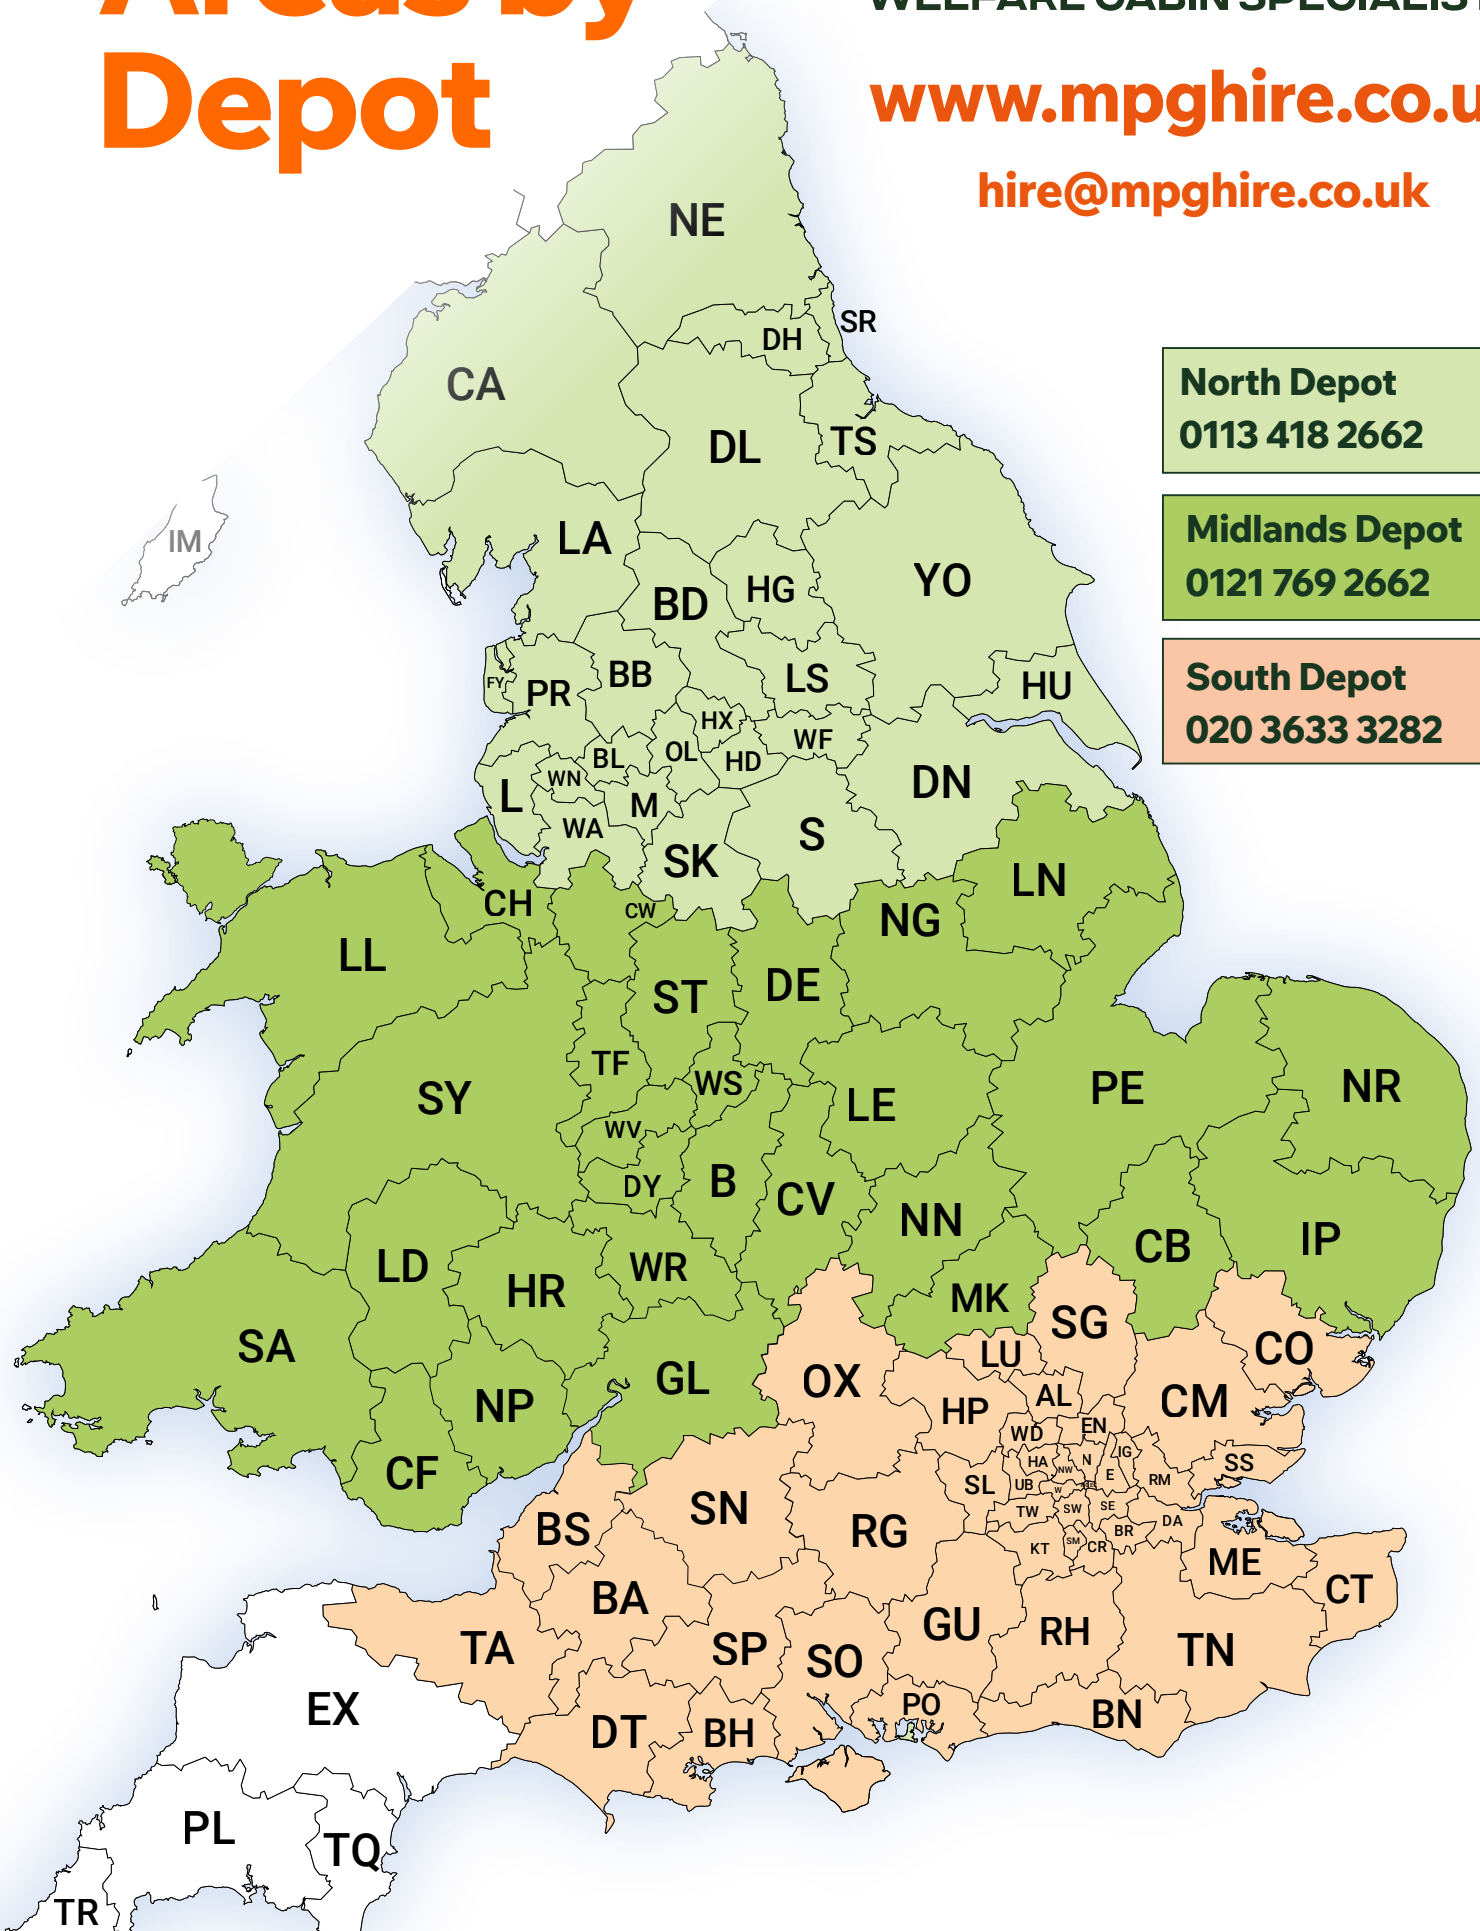 Areas by
Depot
WELFARE CABIN SPECIALIS
www.mpghire.co.u
hire@mpghire.co.uk
North Depot
0113 418 2662
Midlands Depot
0121 769 2662
South Depot
020 3633 3282
NE
SR
DH
CA
DL
TS
IM
LA
YO
HG
BD
BB
LS
FY
PR
HU
HX
WF
OL
BL
HD
WN
DN
L
M
WA
S
SK
LN
CH
CW
NG
LL
DE
ST
TF
WS
PE
NR
SY
LE
WV
B
DY
CV
NN
IP
CB
LD
WR
HR
MK
SG
SA
CO
LU
GL
OX
AL
CM
NP
HP
EN
WD
IG
HA
N
NW
SS
CF
E
RM
SL
UB
W
SN
TW
SW
SE
BS
RG
DA
BR
SM
KT
CR
ME
CT
BA
GU
RH
TA
SP
SO
TN
EX
PO
BN
DT
BH
PL
TQ
TR